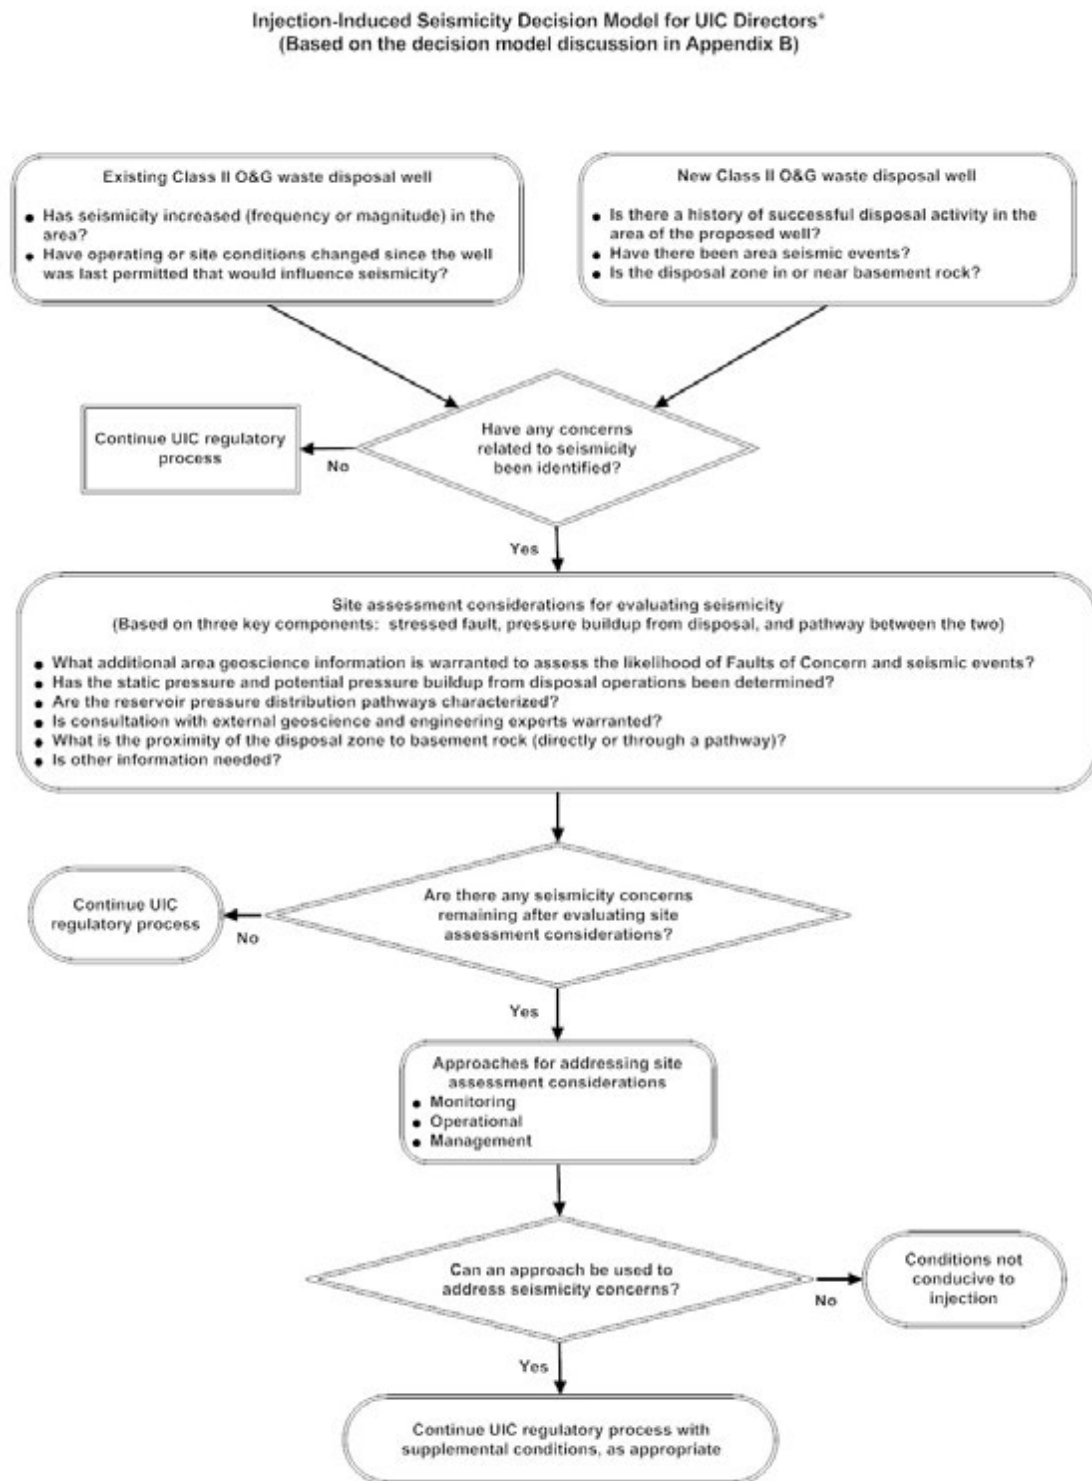 Injection-Induced Seismicity Decision Model for UIC Directors*
(Based on the decision model discussion in Appendix B)
Existing Class II O&G waste disposal well
● Has seismicity increased (frequency or magnitude) in the
area?
● Have operating or site conditions changed since the well
was last permitted that would influence seismicity?
New Class II O&G waste disposal well
● Is there a history of successful disposal activity in the
area of the proposed well?
● Have there been area seismic events?
● Is the disposal zone in or near basement rock?
Have any concerns
related to seismicity
been identified?
No
Continue UIC regulatory
process
Yes
Site assessment considerations for evaluating seismicity
(Based on three key components: stressed fault, pressure buildup from disposal, and pathway between the two)
● What additional area geoscience information is warranted to assess the likelihood of Faults of Concern and seismic events?
● Has the static pressure and potential pressure buildup from disposal operations been determined?
● Are the reservoir pressure distribution pathways characterized?
● Is consultation with external geoscience and engineering experts warranted?
● What is the proximity of the disposal zone to basement rock (directly or through a pathway)?
● Is other information needed?
Are there any seismicity concerns
remaining after evaluating site
assessment considerations?
No
Continue UIC
regulatory process
Yes
Approaches for addressing site
assessment considerations
● Monitoring
● Operational
● Management
Can an approach be used to
address seismicity concerns?
No
Conditions not
conducive to
injection
Yes
Continue UIC regulatory process with
supplemental conditions, as appropriate